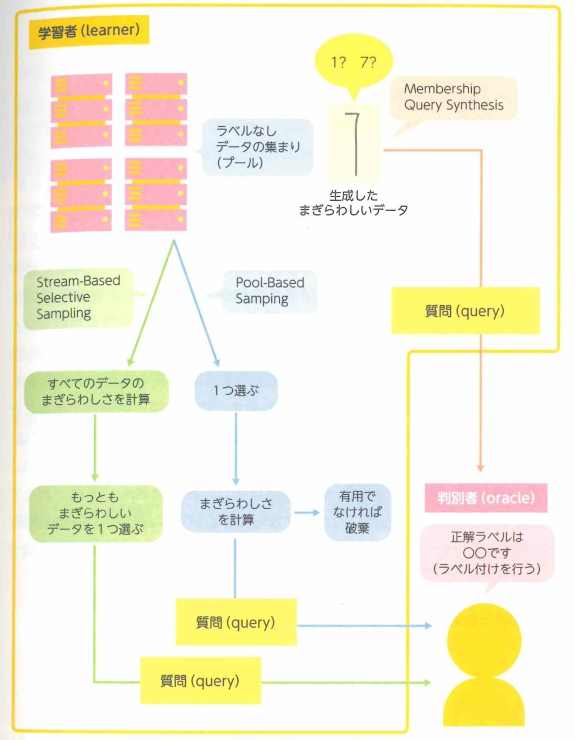 学習者 (learner)
1? 7?
Membership
Query Synthesis
ラベルなし
データの集まり
(プール)
7
生成した
まぎらわしいデータ
Stream-Based
Selective
Sampling
Pool-Based
Samping
質問 (query)
すべてのデータの
まぎらわしさを計算
1つ選ぶ
もっとも
まぎらわしい
データを1つ選ぶ
まぎらわしさ
を計算
有用で
なければ
破棄
判別者 (oracle)
正解ラベルは
〇〇です
(ラベル付けを行う)
質問 (query)
質問 (query)